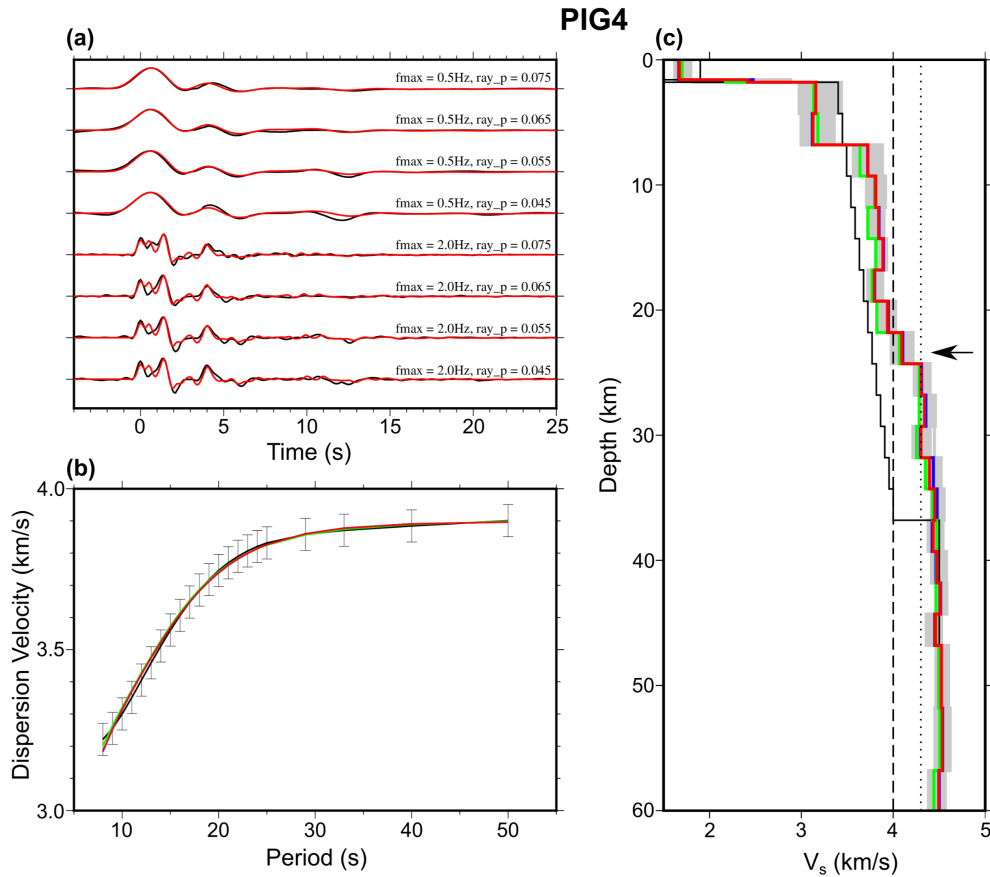 PIG4
(a)
fmax = 0.5Hz, ray_p = 0.075
fmax = 0.5Hz, ray_p = 0.065
fmax = 0.5Hz, ray_p = 0.055
fmax = 0.5Hz, ray_p = 0.045
fmax = 2.0Hz, ray_p = 0.075
fmax = 2.0Hz, ray_p = 0.065
fmax = 2.0Hz, ray_p = 0.055
fmax = 2.0Hz, ray_p = 0.045
0 5 10 15 20 25
Time (s)
(b)
4.0
3.5
3.0
Dispersion Velocity (km/s)
10 20 30 40 50
Period (s)
(c)
0
10
20
30
40
50
60
Depth (km)
2 3 4 5
Vs (km/s)